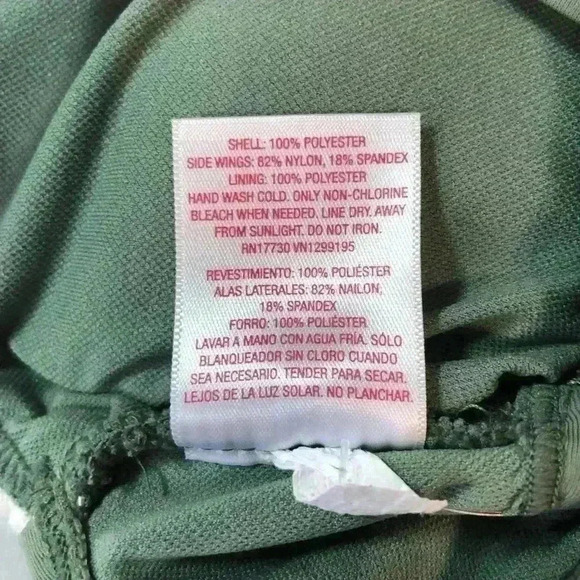 SHELL: 100% POLYESTER
SIDE WINGS: 82% NYLON, 18% SPANDEX
LINING: 100% POLYESTER
HAND WASH COLD. ONLY NON-CHLORINE
BLEACH WHEN NEEDED. LINE DRY. AWAY
FROM SUNLIGHT. DO NOT IRON.
RN17730 VN1299195
REVESTIMIENTO: 100% POLIÉSTER
ALAS LATERALES: 82% NAILON,
18% SPANDEX
FORRO: 100% POLIÉSTER
LAVAR A MANO CON AGUA FRÍA. SÓLO
BLANQUEADOR SIN CLORO CUANDO
SEA NECESARIO. TENDER PARA SECAR.
LEJOS DE LA LUZ SOLAR. NO PLANCHAR.